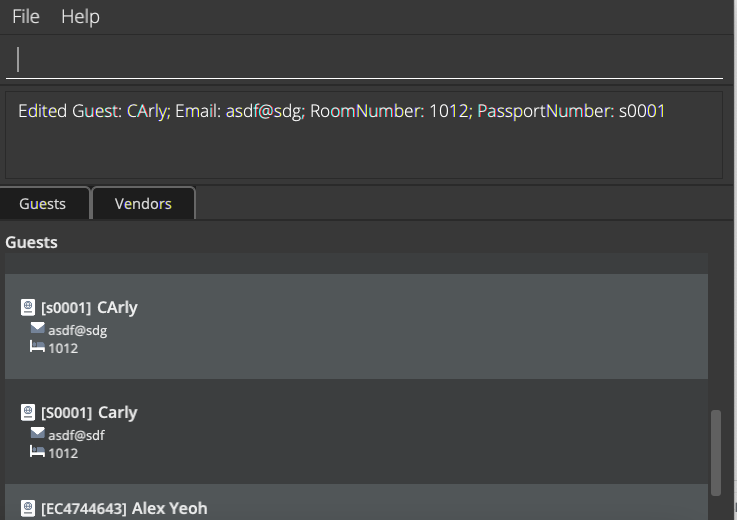 File Help
Edited Guest: CArly; Email: asdf@sdg; RoomNumber: 1012; PassportNumber: s0001
Guests Vendors
Guests
[s0001] CArly
asdf@sdg
1012
[S0001] Carly
asdf@sdf
1012
[EC4744643] Alex Yeoh